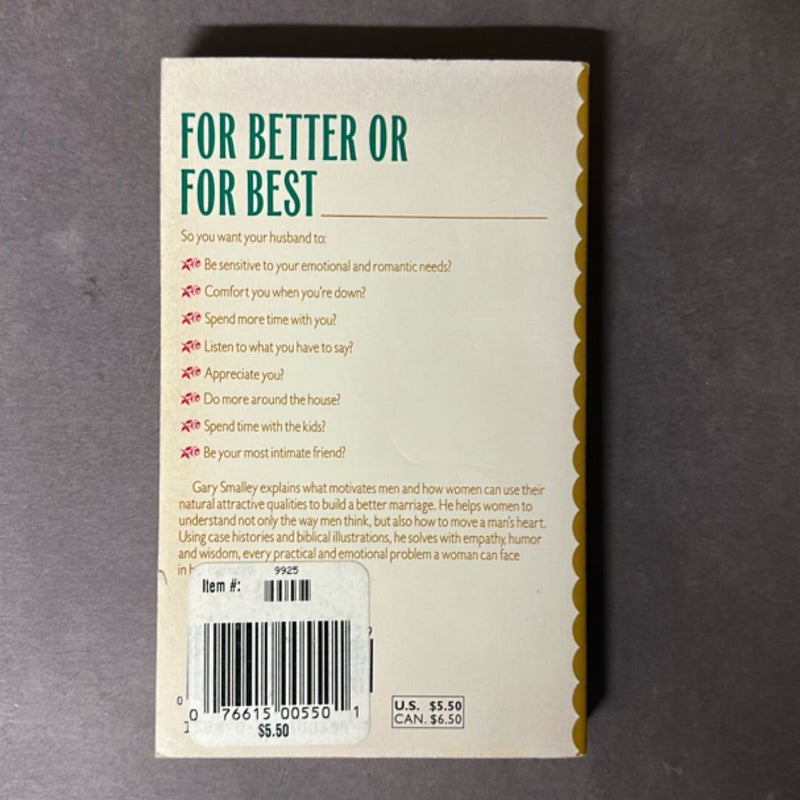 FOR BETTER OR
FOR BEST
So you want your husband to:
Be sensitive to your emotional and romantic needs?
Comfort you when you're down?
Spend more time with you?
Listen to what you have to say?
Appreciate you?
Do more around the house?
Spend time with the kids?
Be your most intimate friend?
Gary Smalley explains what motivates men and how women can use their
natural attractive qualities to build a better marriage. He helps women to
understand not only the way men think, but also how to move a man's heart.
Using case histories and biblical illustrations, he solves with empathy, humor
and wisdom, every practical and emotional problem a woman can face
in
9925
Item #:
0 76615 00550 1
$5.50
U.S. $5.50
CAN. $6.50